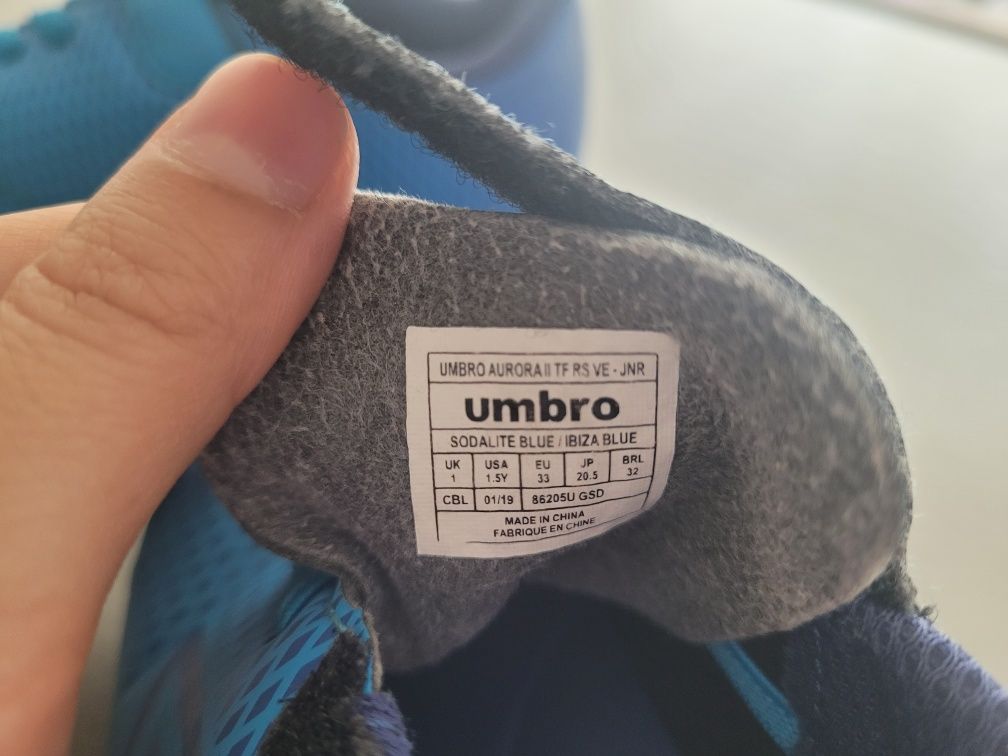 UMBRO AURORA II TF RS VE - JNR
umbro
SODALITE BLUE / IBIZA BLUE
UK USA EU JP BRL
1 1.5Y 33 20.5 32
CBL 01/19 86205U GSD
MADE IN CHINA
FABRIQUE EN CHINE